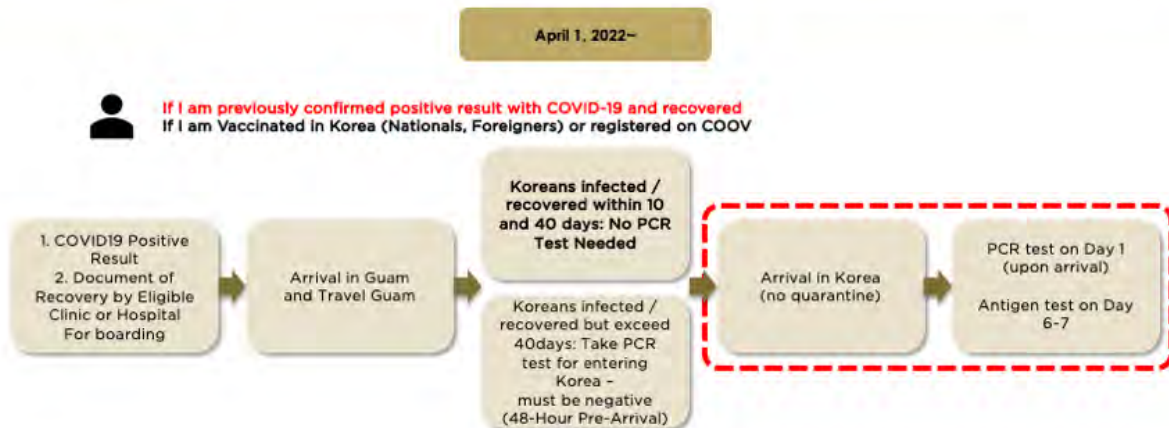 April 1, 2022~
If I am previously confirmed positive result with COVID-19 and recovered
If I am Vaccinated in Korea (Nationals, Foreigners) or registered on COOV
1. COVID19 Positive
Result
2. Document of
Recovery by Eligible
Clinic or Hospital
For boarding
Arrival in Guam
and Travel Guam
Koreans infected /
recovered within 10
and 40 days: No PCR
Test Needed
Koreans infected /
recovered but exceed
40days: Take PCR
test for entering
Korea –
must be negative
(48-Hour Pre-Arrival)
Arrival in Korea
(no quarantine)
PCR test on Day 1
(upon arrival)
Antigen test on Day
6-7